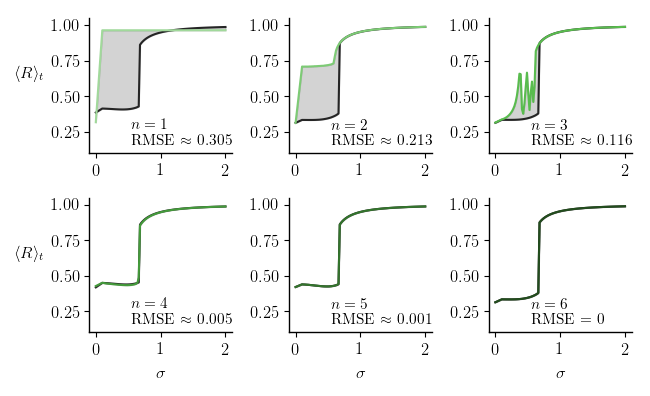 1.00 1.00 1.00
0.75 0.75 0.75
⟨R⟩ₜ
0.50 0.50 0.50
0.25 0.25 0.25
n = 1 n = 2 n = 3
RMSE ≈ 0.305 RMSE ≈ 0.213 RMSE ≈ 0.116
0 1 2 0 1 2 0 1 2
1.00 1.00 1.00
0.75 0.75 0.75
⟨R⟩ₜ
0.50 0.50 0.50
0.25 0.25 0.25
n = 4 n = 5 n = 6
RMSE ≈ 0.005 RMSE ≈ 0.001 RMSE = 0
0 1 2 0 1 2 0 1 2
σ σ σ